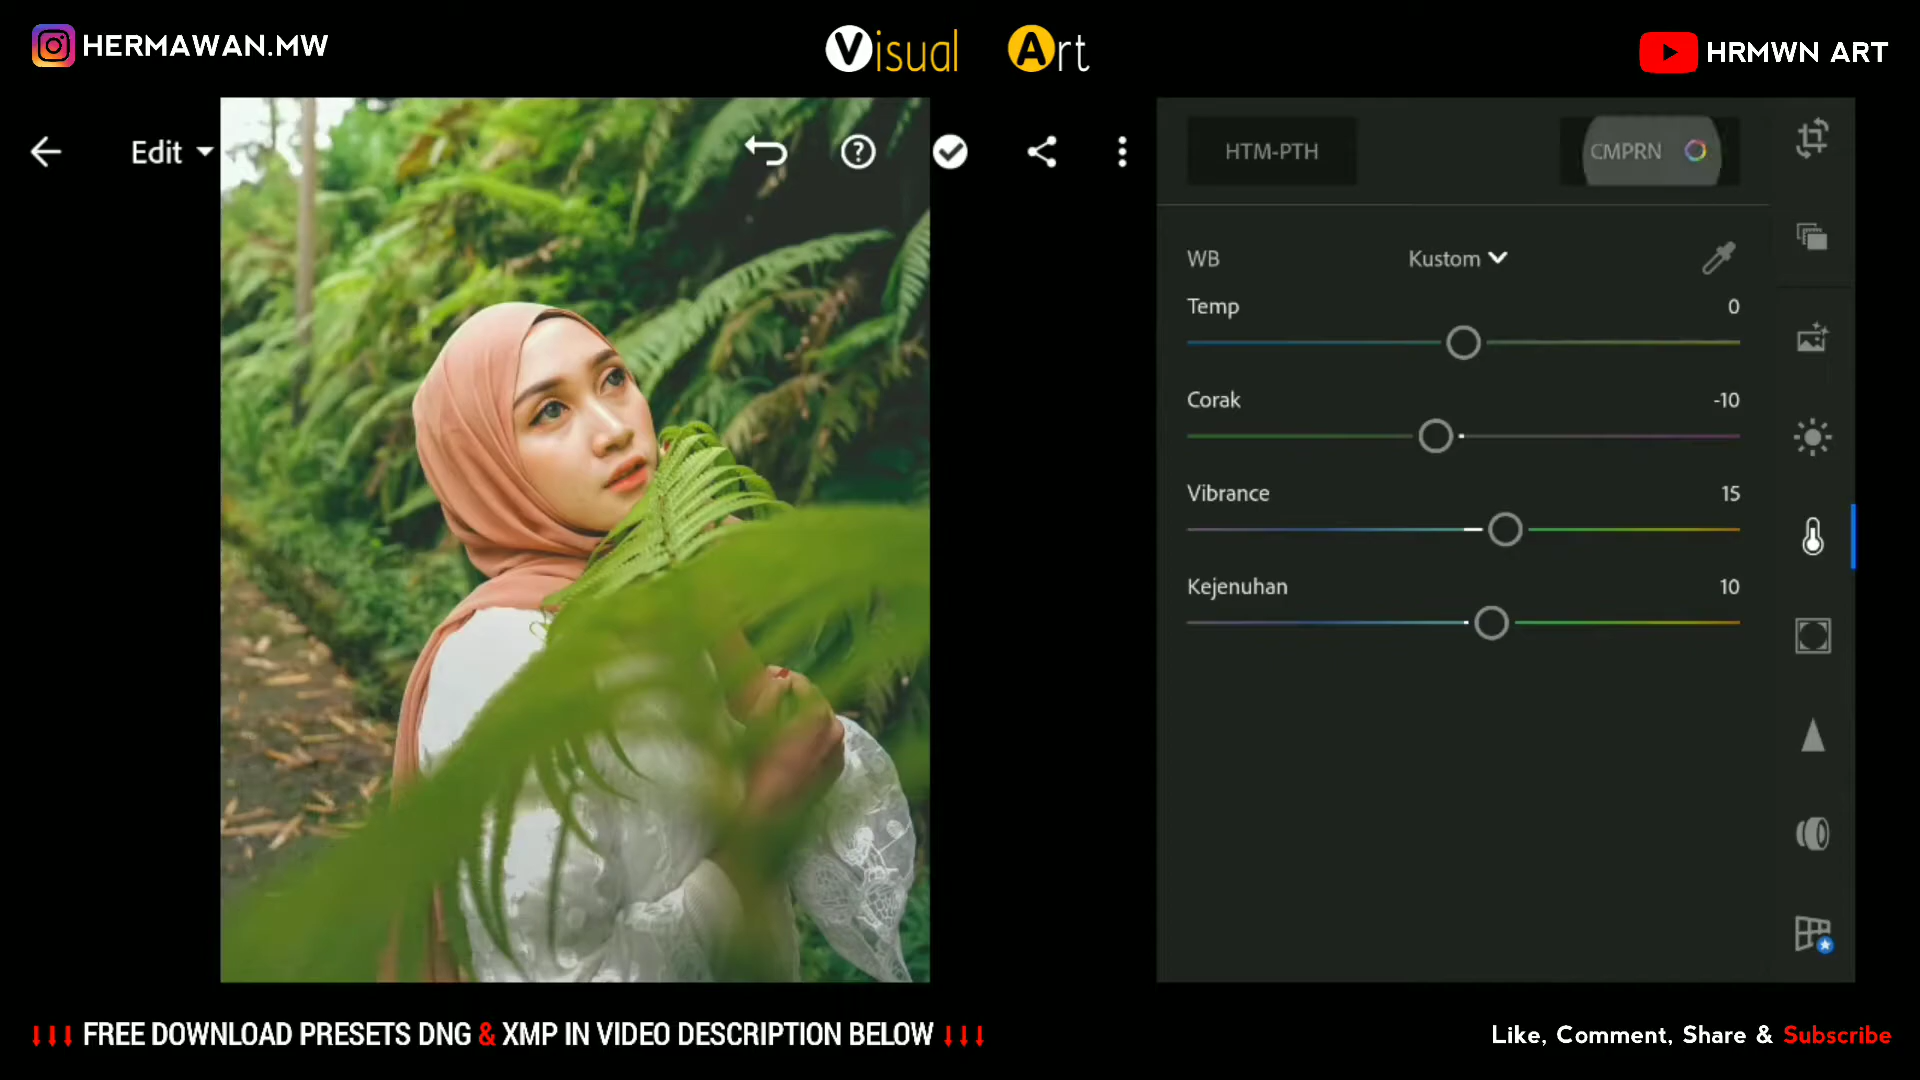 HERMAWAN.MW
Visual Art
HRMWN ART
Edit
HTM-PTH
CMPRN
WB
Kustom
Temp
0
Corak
-10
Vibrance
15
Kejenuhan
10
↓↓↓ FREE DOWNLOAD PRESETS DNG & XMP IN VIDEO DESCRIPTION BELOW ↓↓↓
Like, Comment, Share & Subscribe